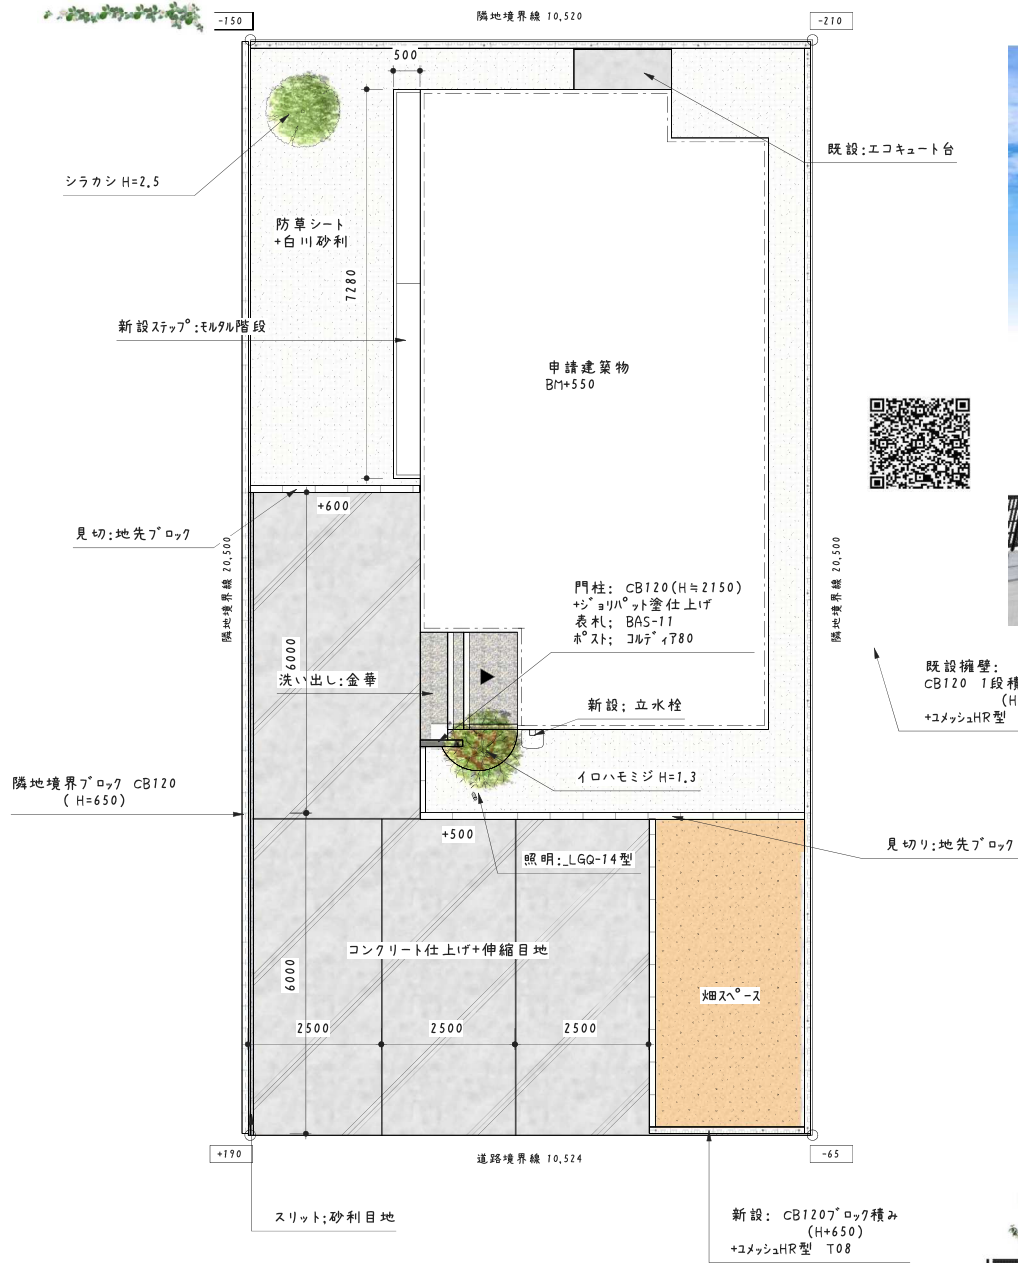 -150
隣地境界線 10,520
-210
500
既設:エコキュート台
シラカシ H=2.5
防草シート
+白川砂利
7280
新設ステップ:モルタル階段
申請建築物
BM+550
+600
見切:地先ブロック
隣地境界線 20,500
隣地境界線 20,500
門柱: CB120(H≒2150)
+ジョリパット塗仕上げ
表札; BAS-11
ポスト; コルディア80
6000
洗い出し:金華
新設; 立水栓
既設擁壁:
CB120 1段積
(H
+ユメッシュHR型
イロハモミジ H=1.3
隣地境界ブロック CB120
( H=650)
+500
見切り:地先ブロック
照明:_LGQ-14型
コンクリート仕上げ+伸縮目地
6000
畑スペース
2500
2500
2500
+190
道路境界線 10,524
-65
スリット;砂利目地
新設: CB120ブロック積み
(H+650)
+ユメッシュHR型 T08